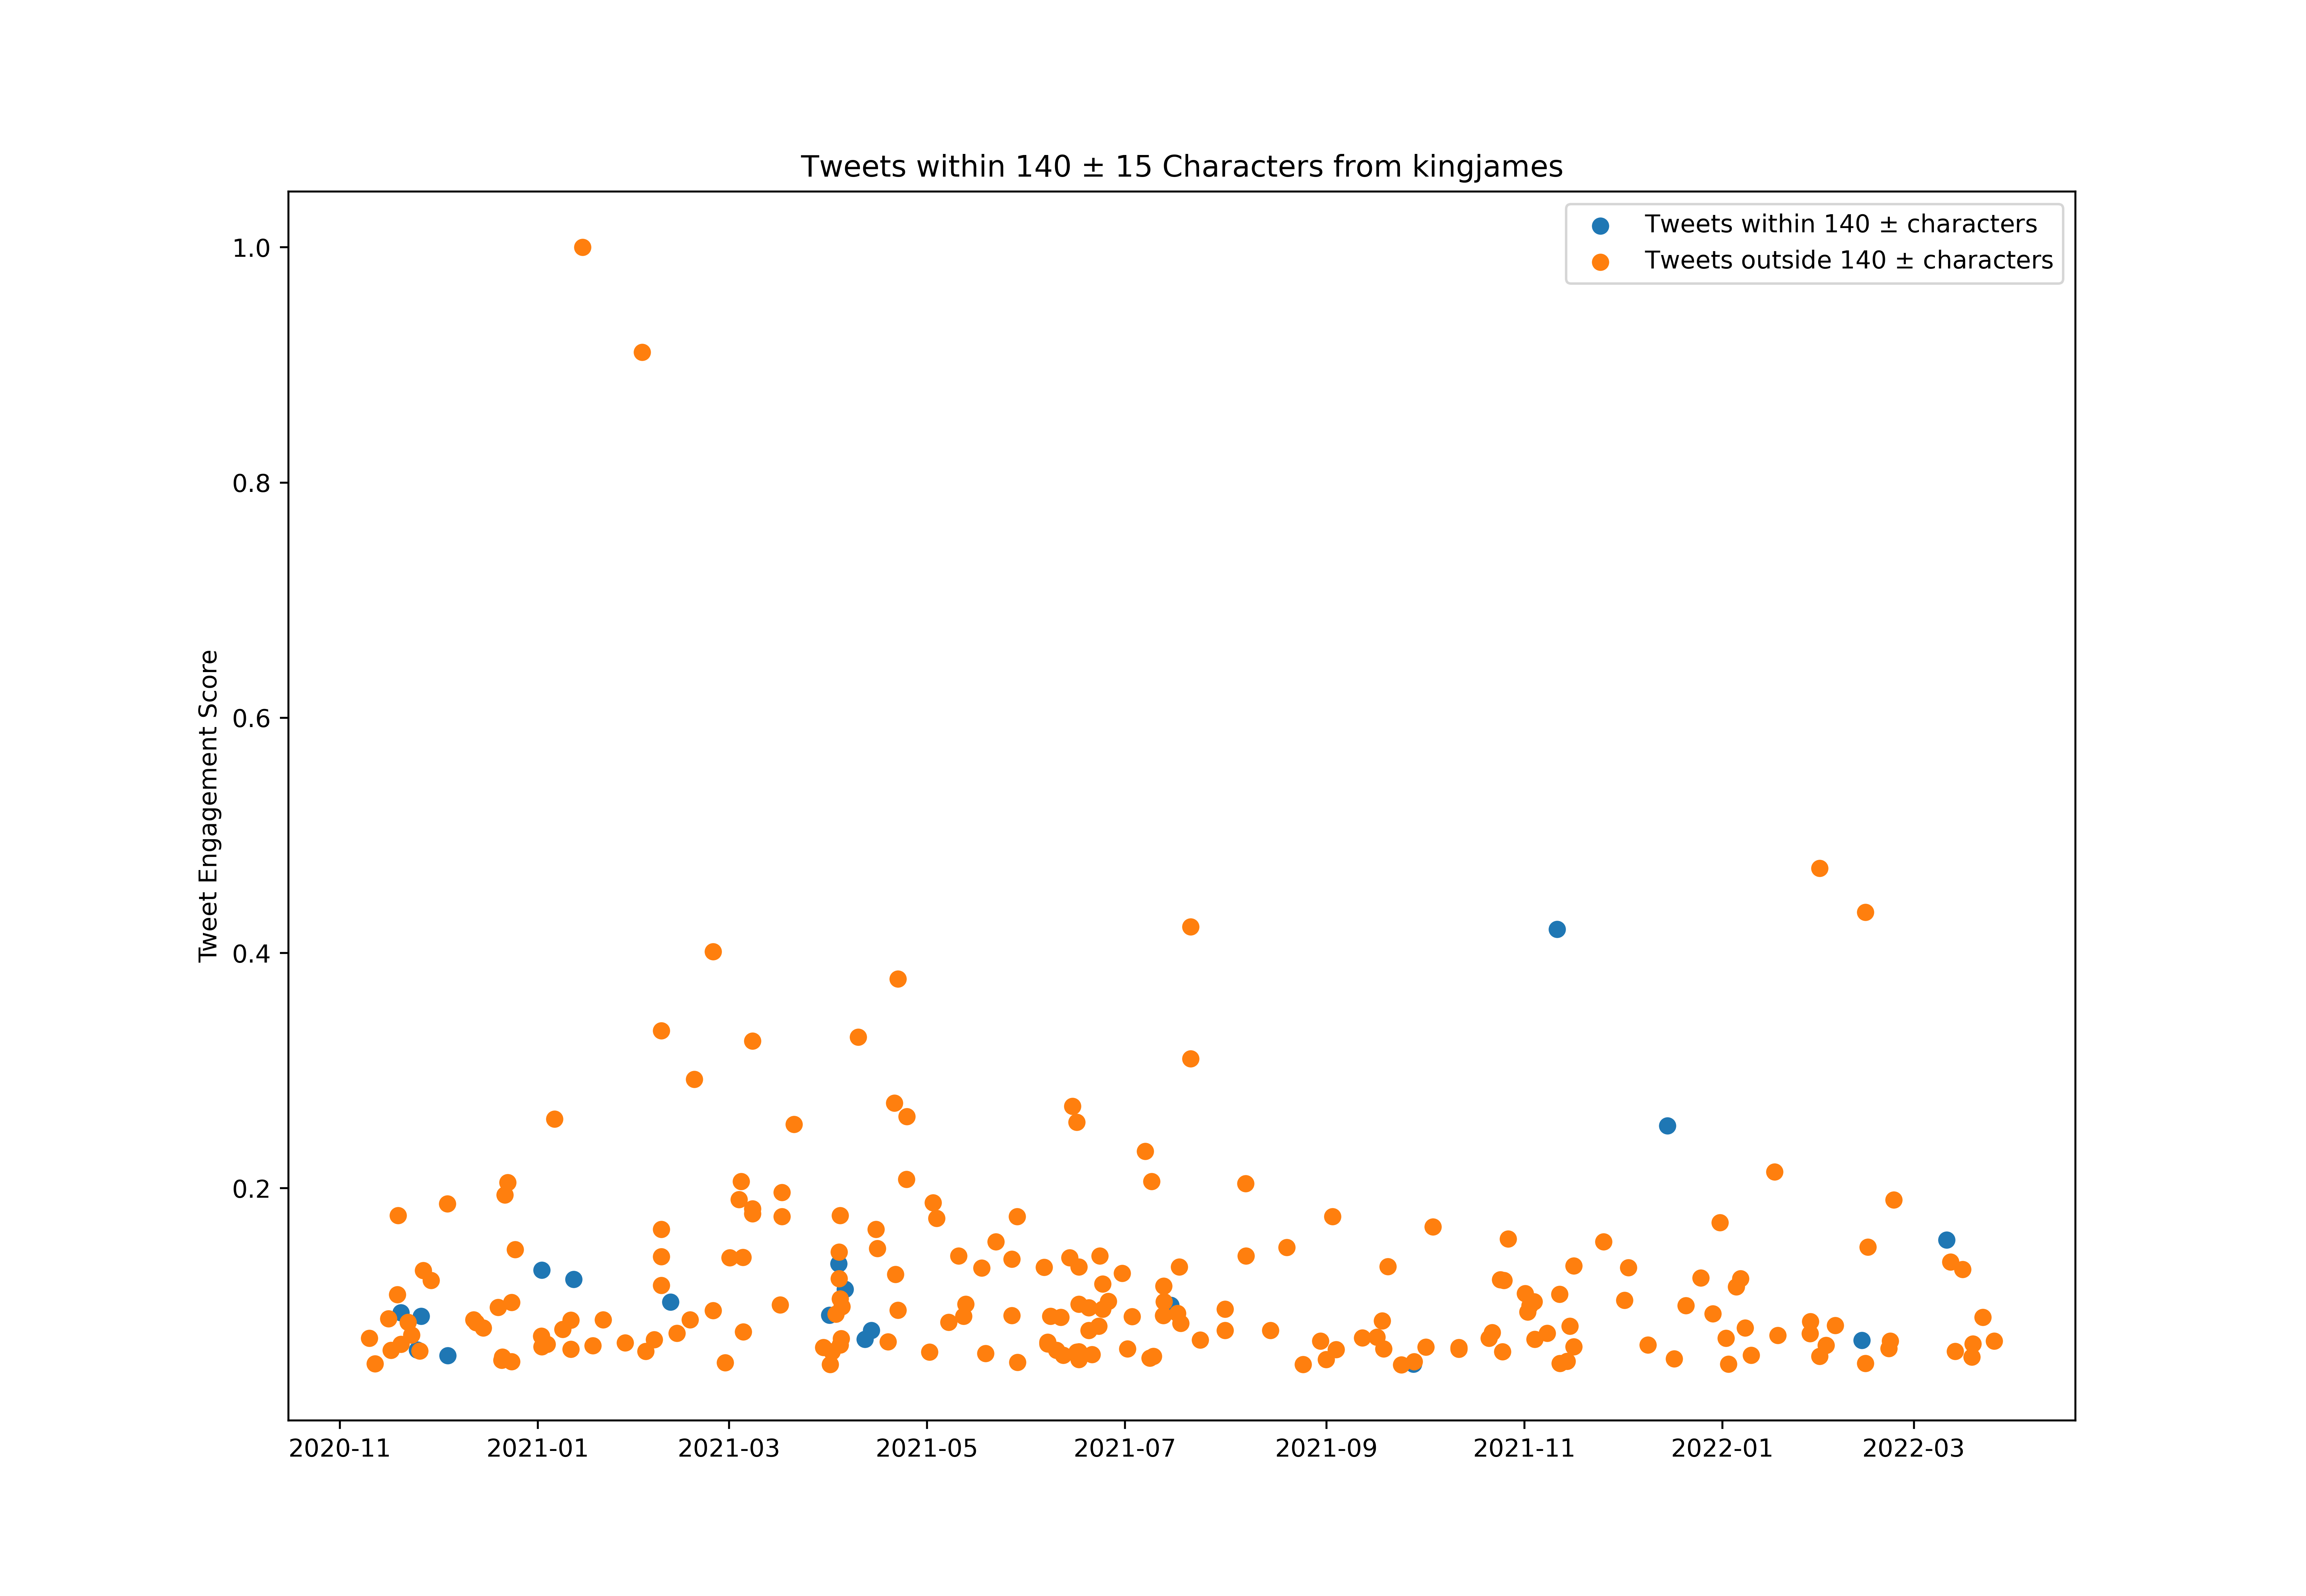 Tweets within 140 ± 15 Characters from kingjames
Tweets within 140 ± characters
Tweets outside 140 ± characters
Tweet Engagement Score
1.0
0.8
0.6
0.4
0.2
2020-11 2021-01 2021-03 2021-05 2021-07 2021-09 2021-11 2022-01 2022-03